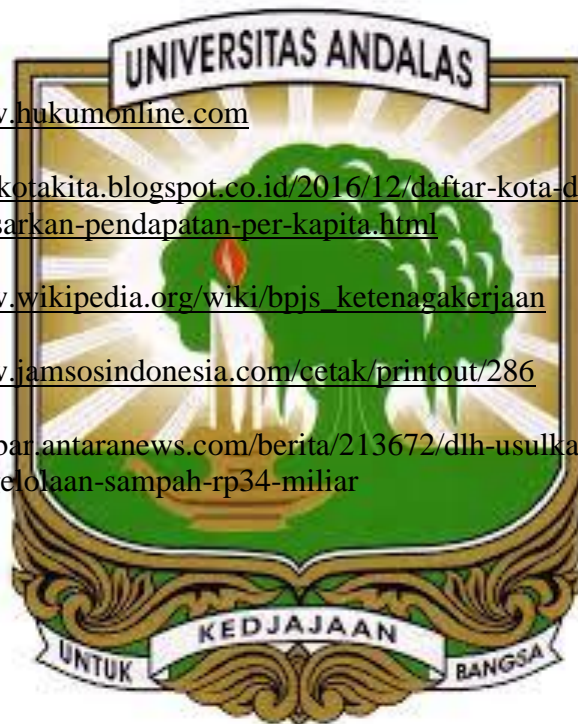 UNIVERSITAS ANDALAS
.hukumonline.com
kotakita.blogspot.co.id/2016/12/daftar-kota-d
sarkan-pendapatan-per-kapita.html
.wikipedia.org/wiki/bpjs_ketenagakerjaan
.jamsosindonesia.com/cetak/printout/286
bar.antaranews.com/berita/213672/dlh-usulka
elolaan-sampah-rp34-miliar
UNTUK KEDJAJAAN BANGSA